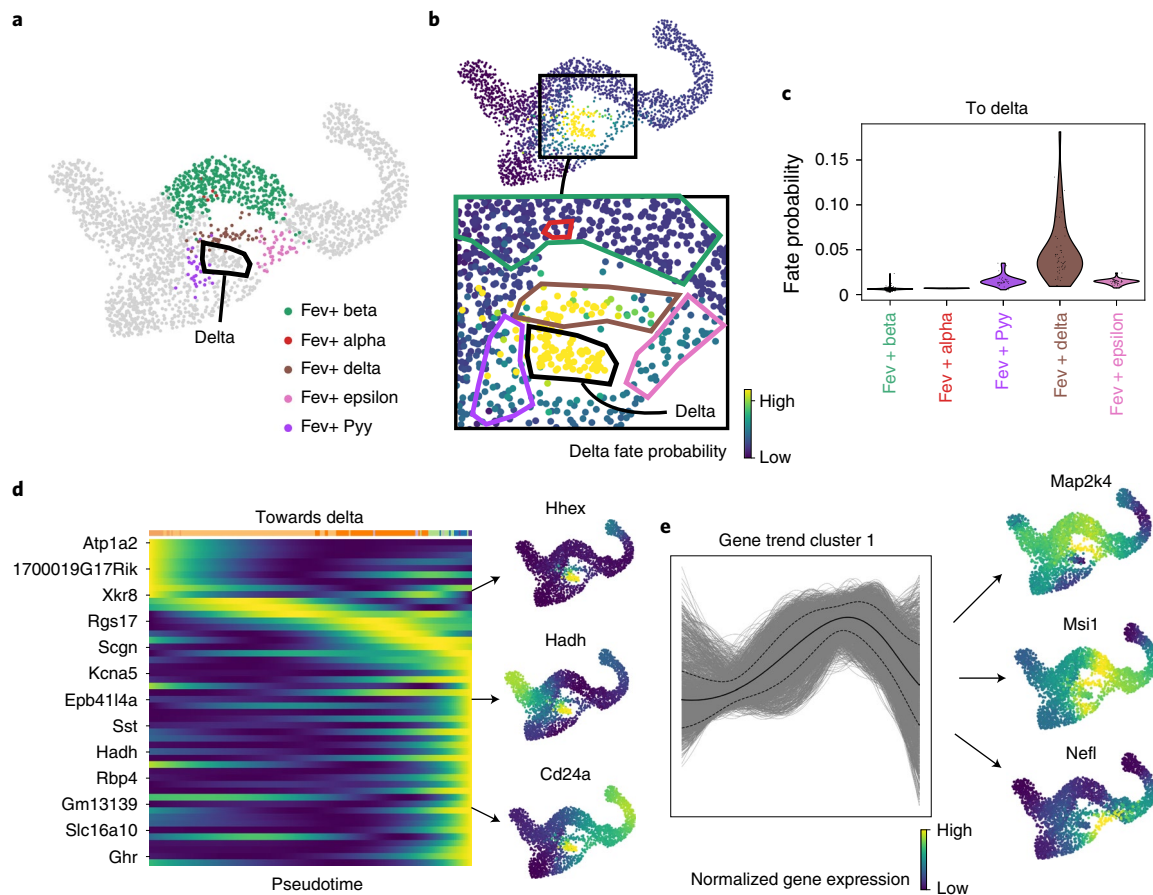 a
Delta
Fev+ beta
Fev+ alpha
Fev+ delta
Fev+ epsilon
Fev+ Pyy
b
Delta
High
Low
Delta fate probability
c
To delta
Fate probability
0.15
0.10
0.05
0
Fev + beta
Fev + alpha
Fev + Pyy
Fev + delta
Fev + epsilon
d
Towards delta
Atp1a2
1700019G17Rik
Xkr8
Rgs17
Scgn
Kcna5
Epb41l4a
Sst
Hadh
Rbp4
Gm13139
Slc16a10
Ghr
Pseudotime
Hhex
Hadh
Cd24a
e
Gene trend cluster 1
Map2k4
Msi1
Nefl
High
Low
Normalized gene expression